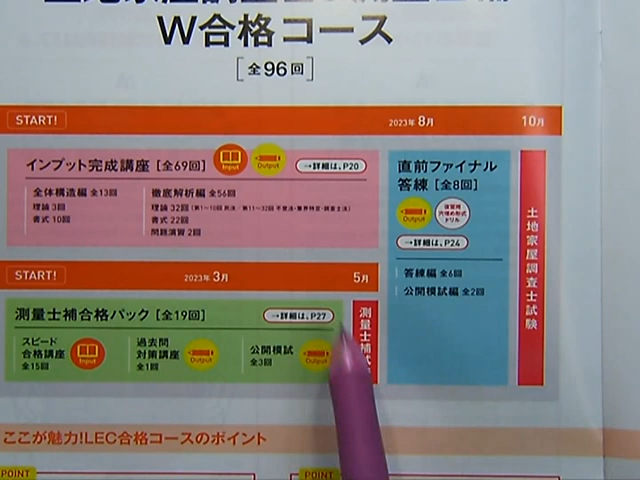 W合格コース
[全96回]
START!
2023年8月
10月
インプット完成講座 [全69回]
Input
Output
→詳細は、P20
全体構造編 全13回
理論 3回
書式 10回
徹底解析編 全56回
理論 32回
書式 22回
問題演習 2回
直前ファイナル
答練 [全8回]
Output
→詳細は、P24
答練編 全6回
公開模試編 全2回
土地家屋調査士試験
START!
2023年3月
5月
測量士補合格パック [全19回]
→詳細は、P27
スピード
合格講座
全15回
Input
過去問
対策講座
全1回
Output
公開模試
全3回
Output
測量士補試
ここが魅力!LEC合格コースのポイント
POINT
POINT